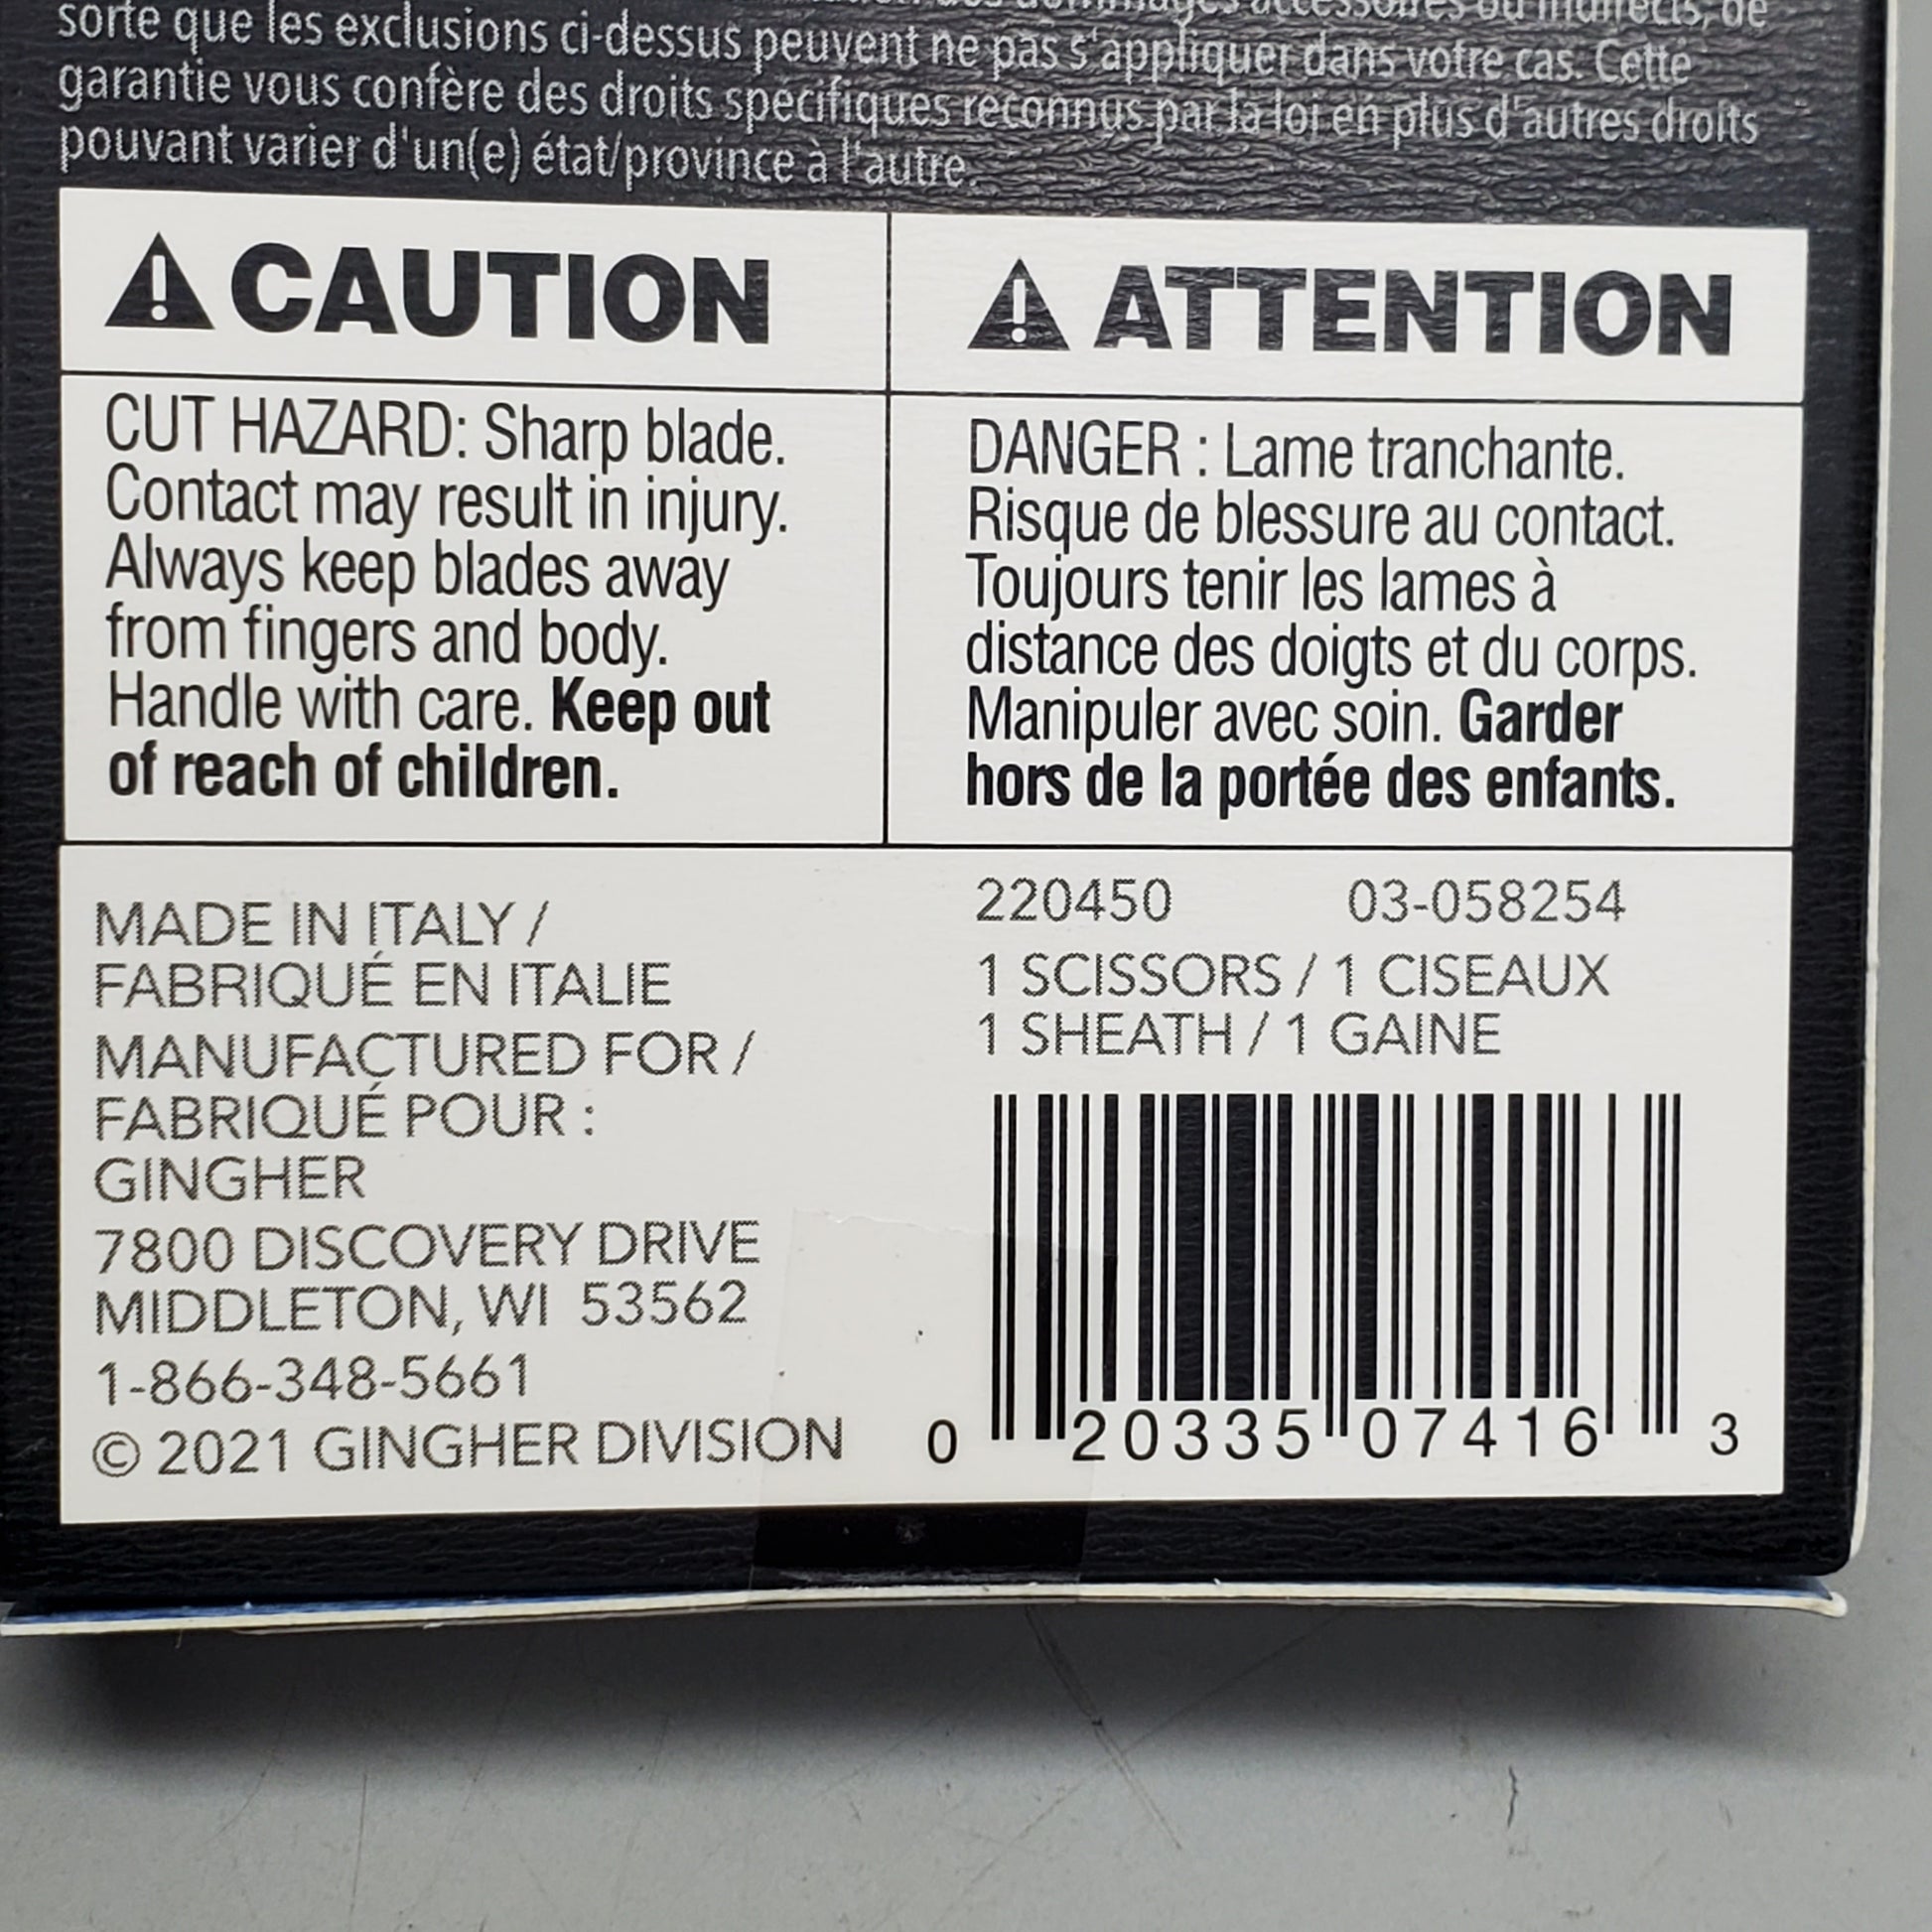 accessoires ou indirects, de
sorte que les exclusions ci-dessus peuvent ne pas s'appliquer dans votre cas. Cette
garantie vous confère des droits spécifiques reconnus par la loi en plus d'autres droits
pouvant varier d'un(e) état/province à l'autre.
CAUTION
CUT HAZARD: Sharp blade.
Contact may result in injury.
Always keep blades away
from fingers and body.
Handle with care. Keep out
of reach of children.
ATTENTION
DANGER : Lame tranchante.
Risque de blessure au contact.
Toujours tenir les lames à
distance des doigts et du corps.
Manipuler avec soin. Garder
hors de la portée des enfants.
MADE IN ITALY /
FABRIQUÉ EN ITALIE
MANUFACTURED FOR /
FABRIQUÉ POUR :
GINGHER
7800 DISCOVERY DRIVE
MIDDLETON, WI 53562
1-866-348-5661
© 2021 GINGHER DIVISION
220450 03-058254
1 SCISSORS / 1 CISEAUX
1 SHEATH / 1 GAINE
0 20335 07416 3